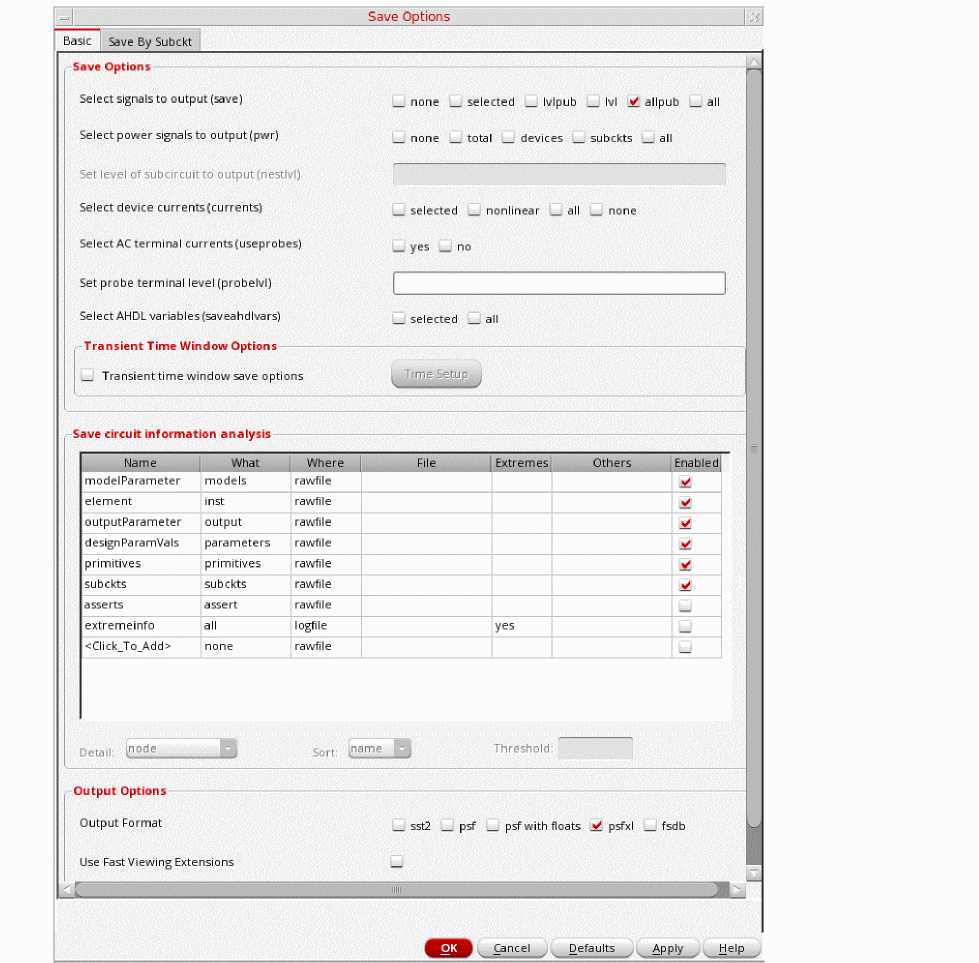 Save Options
Basic Save By Subckt
Save Options
Select signals to output (save) none selected lvlpub lvl allpub all
Select power signals to output (pwr) none total devices subckts all
Set level of subcircuit to output (nestlvl)
Select device currents (currents) selected nonlinear all none
Select AC terminal currents (useprobes) yes no
Set probe terminal level (probelvl)
Select AHDL variables (saveahdlvars) selected all
Transient Time Window Options
Transient time window save options Time Setup
Save circuit information analysis
Name What Where File Extremes Others Enabled
modelParameter models rawfile
element inst rawfile
outputParameter output rawfile
designParamVals parameters rawfile
primitives primitives rawfile
subckts subckts rawfile
asserts assert rawfile
extremeinfo all logfile yes
<Click_To_Add> none rawfile
Detail: node Sort: name Threshold:
Output Options
Output Format sst2 psf psf with floats psfxl fsdb
Use Fast Viewing Extensions
OK Cancel Defaults Apply Help